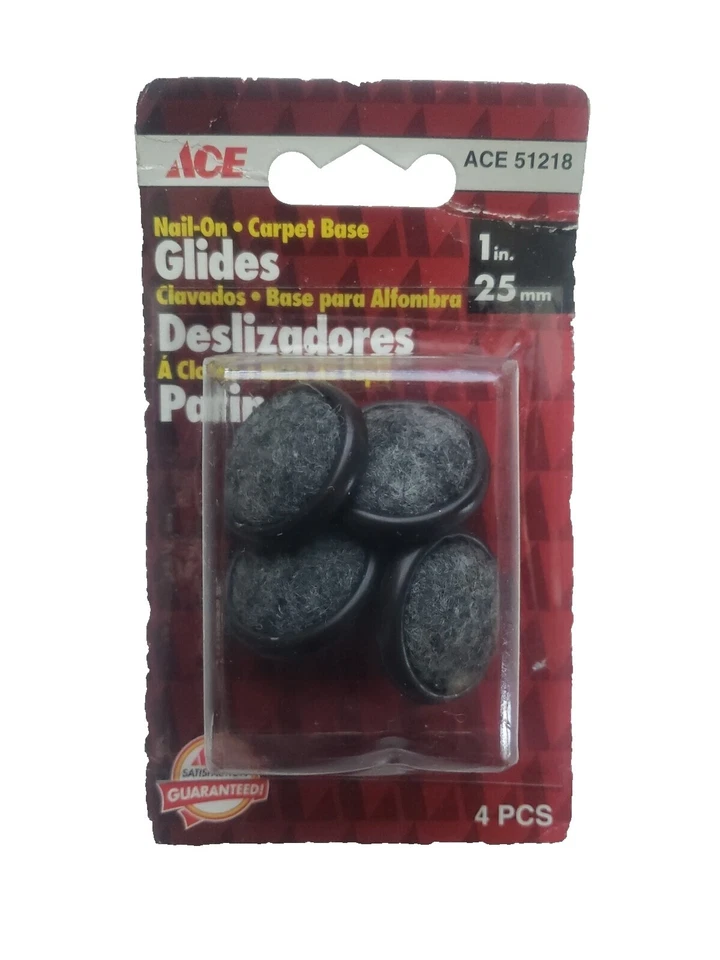 ACE
ACE 51218
Nail-On • Carpet Base
Glides
1 in.
25 mm
Clavados • Base para Alfombra
Deslizadores
Á
GUARANTEED!
4 PCS